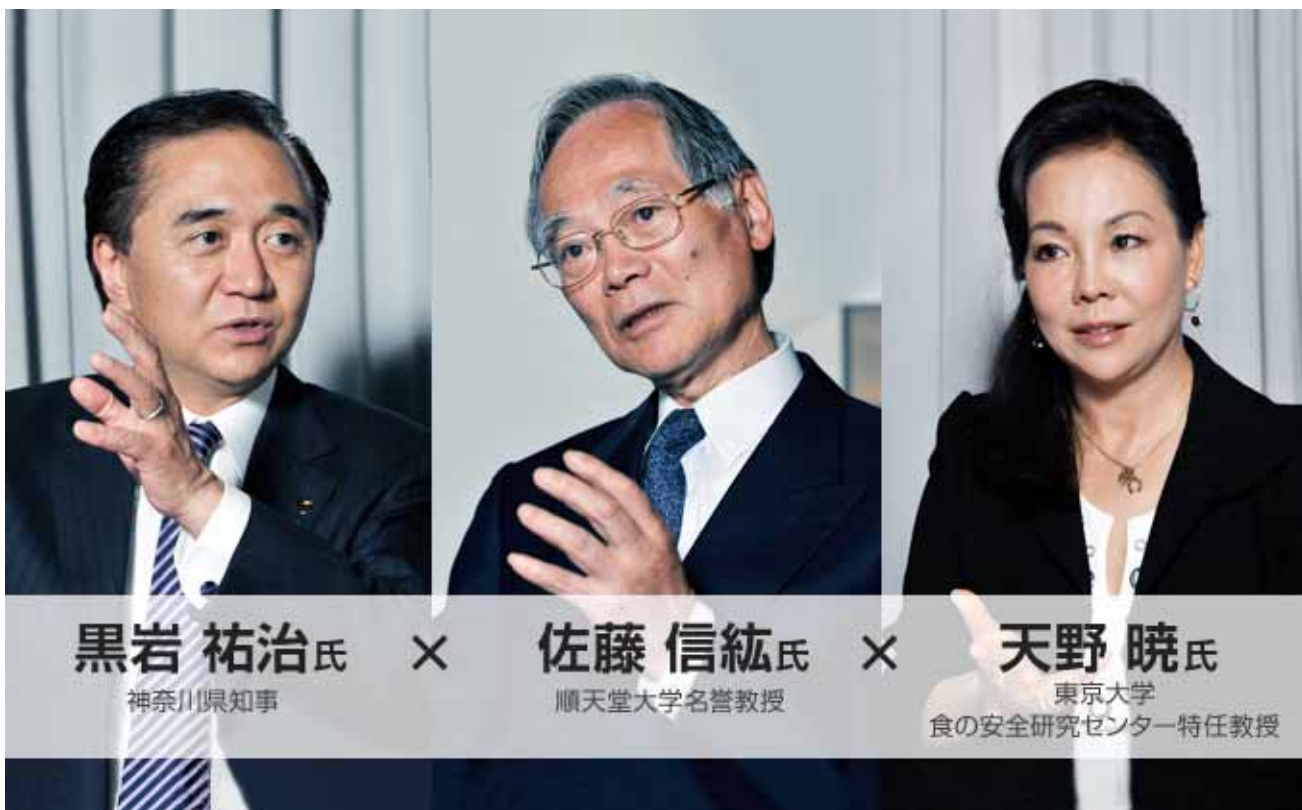 黒岩 祐治氏 × 佐藤 信紘氏 × 天野 暁氏
神奈川県知事
順天堂大学名誉教授
東京大学
食の安全研究センター特任教授